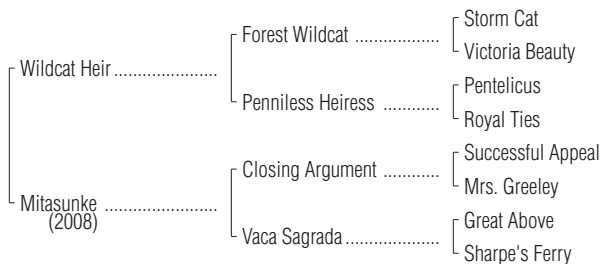 Storm Cat
Forest Wildcat ....................
Victoria Beauty
Wildcat Heir .......................
Pentelicus
Penniless Heiress .............
Royal Ties
Successful Appeal
Closing Argument .............
Mrs. Greeley
Mitasunke .........................
(2008)
Great Above
Vaca Sagrada .....................
Sharpe's Ferry